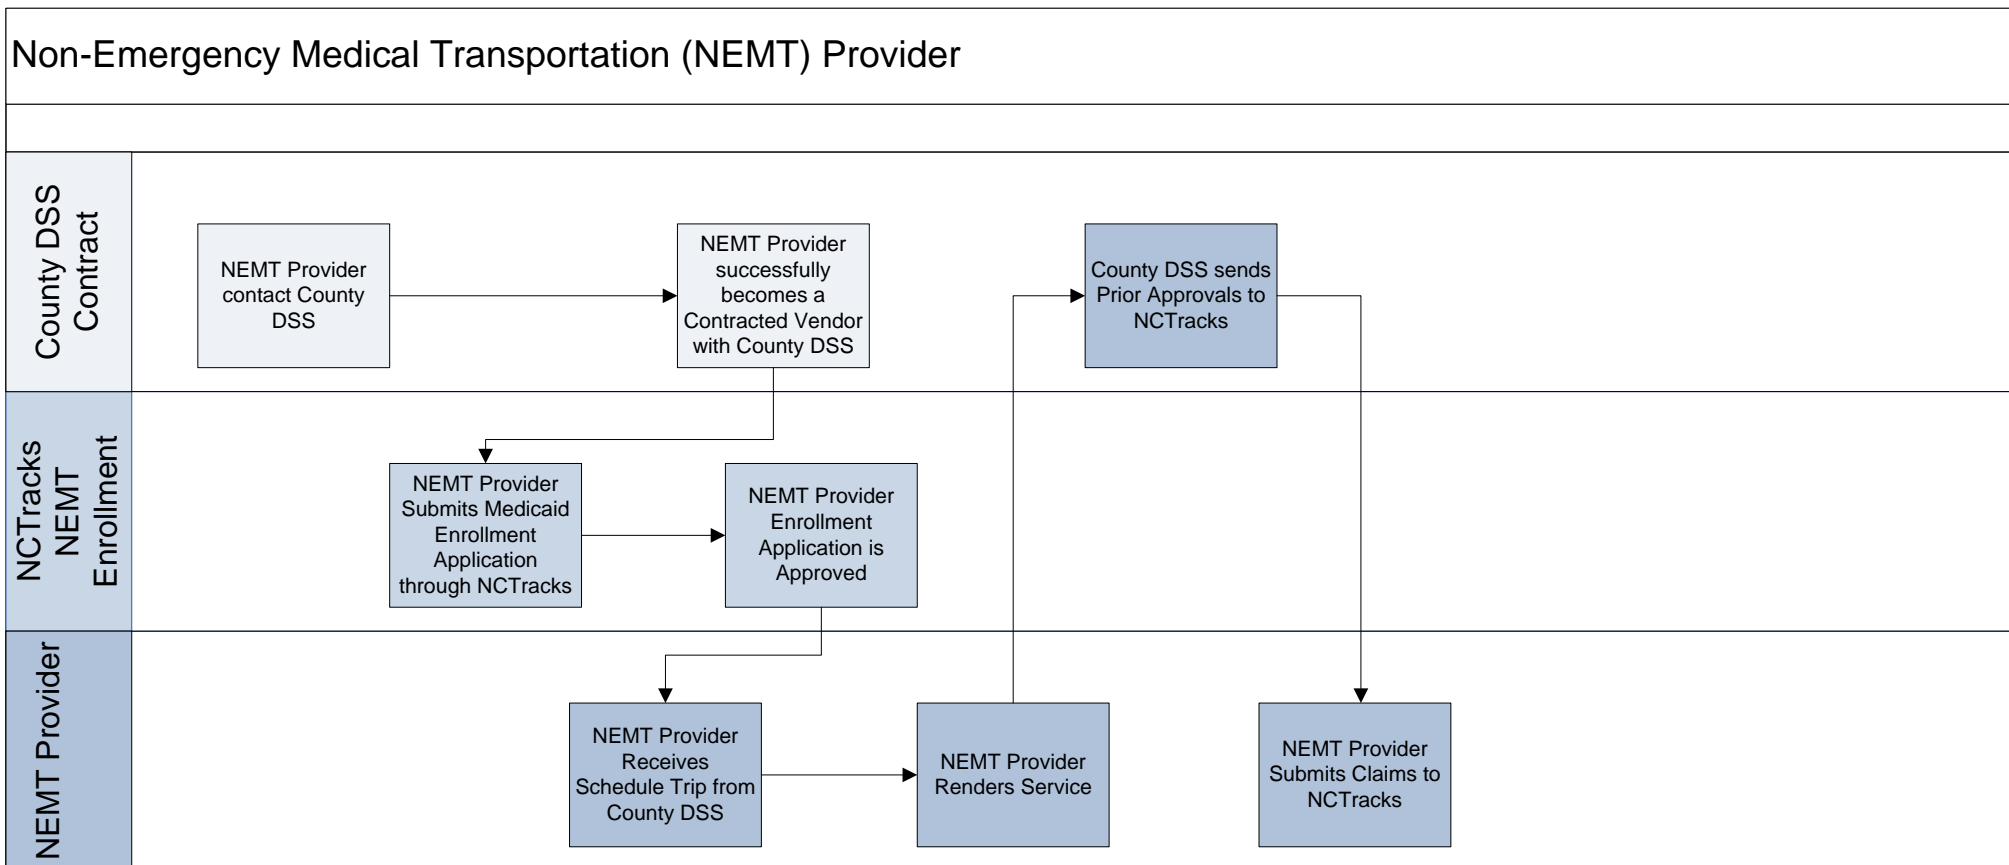 Non-Emergency Medical Transportation (NEMT) Provider
County DSS
Contract
NEMT Provider
contact County
DSS
NEMT Provider
successfully
becomes a
Contracted Vendor
with County DSS
County DSS sends
Prior Approvals to
NCTracks
NCTracks
NEMT
Enrollment
NEMT Provider
Submits Medicaid
Enrollment
Application
through NCTracks
NEMT Provider
Enrollment
Application is
Approved
NEMT Provider
NEMT Provider
Receives
Schedule Trip from
County DSS
NEMT Provider
Renders Service
NEMT Provider
Submits Claims to
NCTracks